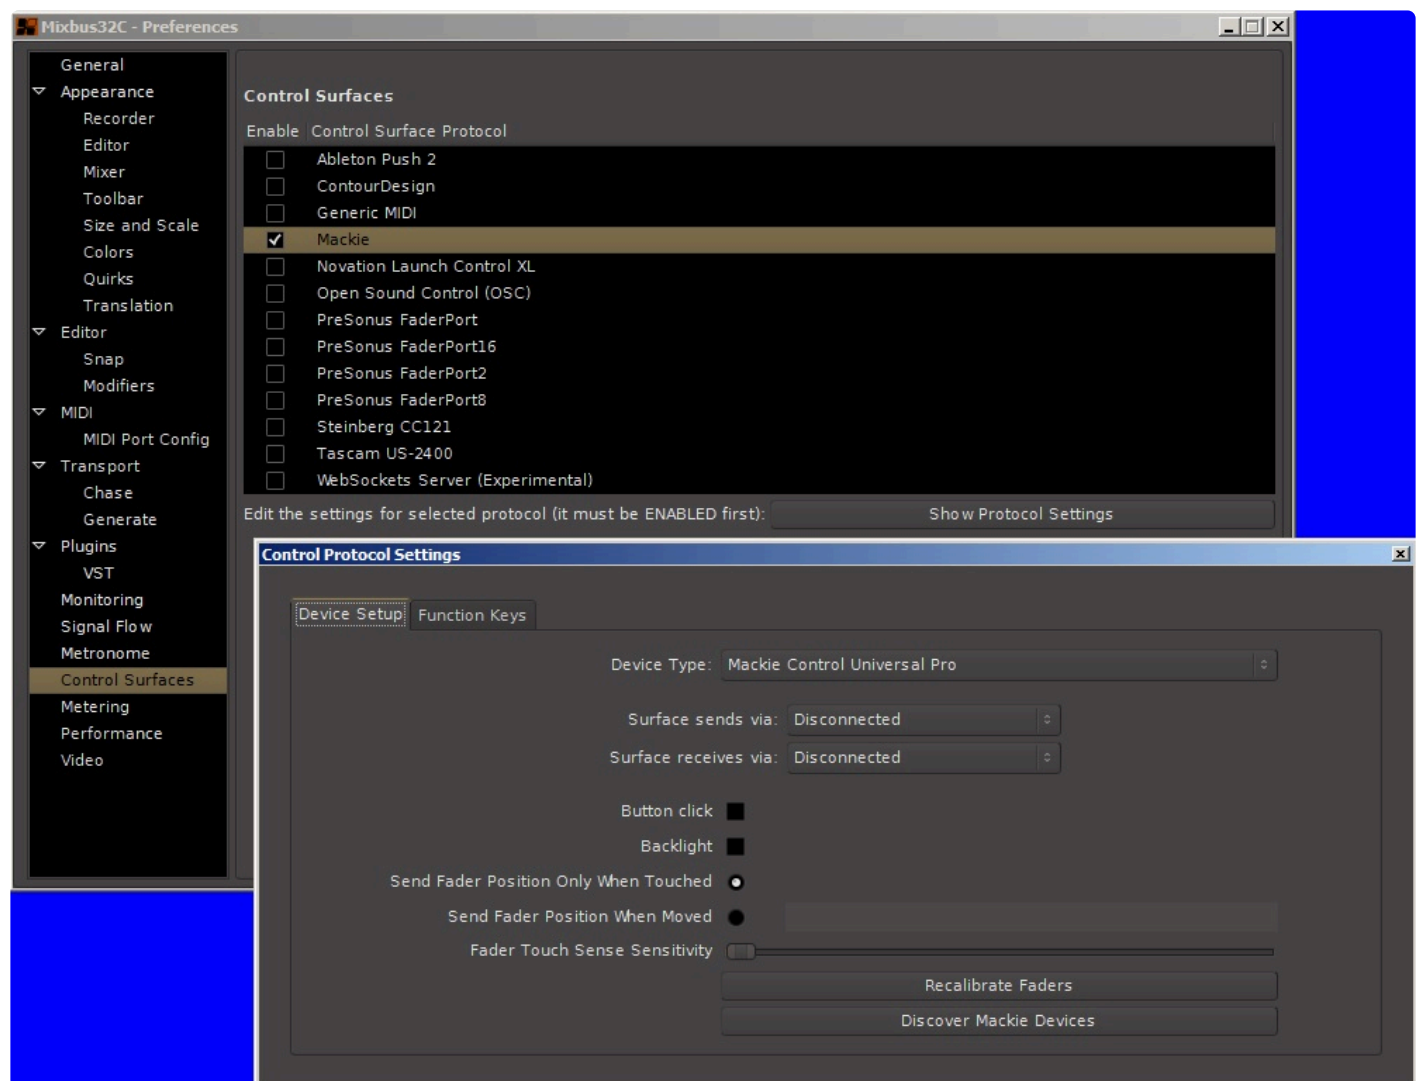 Mixbus32C - Preferences
General
Appearance
Recorder
Editor
Mixer
Toolbar
Size and Scale
Colors
Quirks
Translation
Editor
Snap
Modifiers
MIDI
MIDI Port Config
Transport
Chase
Generate
Plugins
VST
Monitoring
Signal Flow
Metronome
Control Surfaces
Metering
Performance
Video
Control Surfaces
Enable Control Surface Protocol
Ableton Push 2
ContourDesign
Generic MIDI
Mackie
Novation Launch Control XL
Open Sound Control (OSC)
PreSonus FaderPort
PreSonus FaderPort16
PreSonus FaderPort2
PreSonus FaderPort8
Steinberg CC121
Tascam US-2400
WebSockets Server (Experimental)
Edit the settings for selected protocol (it must be ENABLED first): Show Protocol Settings
Control Protocol Settings
Device Setup Function Keys
Device Type: Mackie Control Universal Pro
Surface sends via: Disconnected
Surface receives via: Disconnected
Button click
Backlight
Send Fader Position Only When Touched
Send Fader Position When Moved
Fader Touch Sense Sensitivity
Recalibrate Faders
Discover Mackie Devices